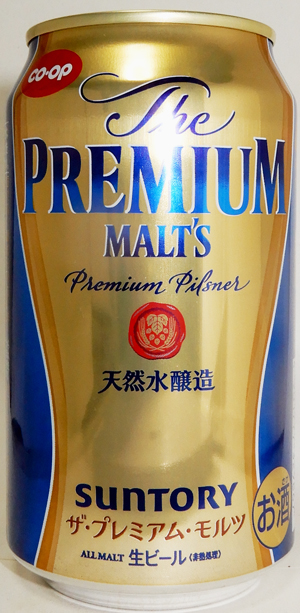 CO·OP
The
PREMIUM
MALT'S
Premium Pilsner
天然水醸造
SUNTORY
ザ・プレミアム・モルツ
お酒
ALL MALT 生ビール(非熱処理)